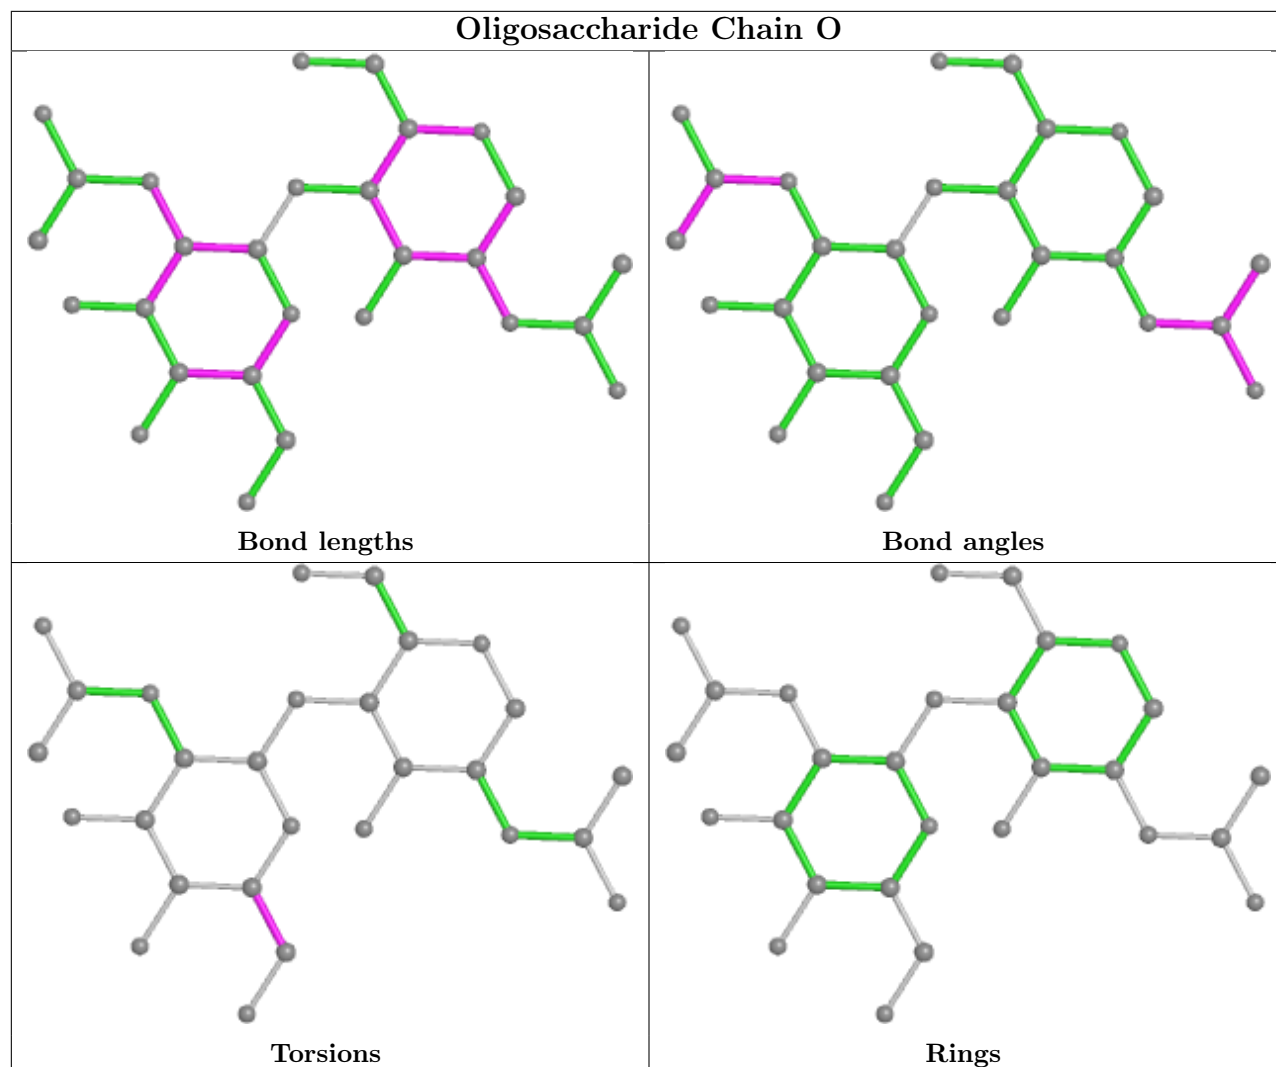 Oligosaccharide Chain O
Bond lengths
Bond angles
Torsions
Rings